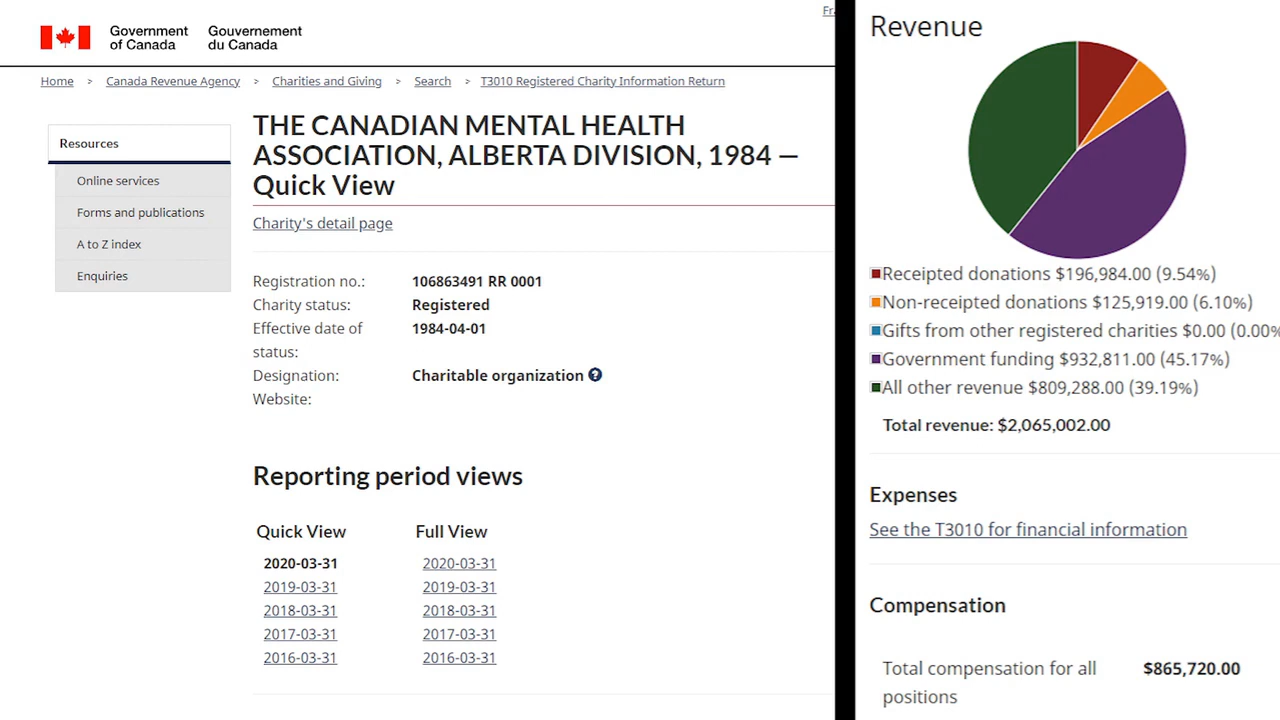 Fr
Government of Canada
Gouvernement du Canada
Home > Canada Revenue Agency > Charities and Giving > Search > T3010 Registered Charity Information Return
Resources
Online services
Forms and publications
A to Z index
Enquiries
THE CANADIAN MENTAL HEALTH
ASSOCIATION, ALBERTA DIVISION, 1984 —
Quick View
Charity's detail page
Registration no.: 106863491 RR 0001
Charity status: Registered
Effective date of status: 1984-04-01
Designation: Charitable organization ?
Website:
Reporting period views
Quick View Full View
2020-03-31 2020-03-31
2019-03-31 2019-03-31
2018-03-31 2018-03-31
2017-03-31 2017-03-31
2016-03-31 2016-03-31
Revenue
Receipted donations $196,984.00 (9.54%)
Non-receipted donations $125,919.00 (6.10%)
Gifts from other registered charities $0.00 (0.00%
Government funding $932,811.00 (45.17%)
All other revenue $809,288.00 (39.19%)
Total revenue: $2,065,002.00
Expenses
See the T3010 for financial information
Compensation
Total compensation for all $865,720.00
positions